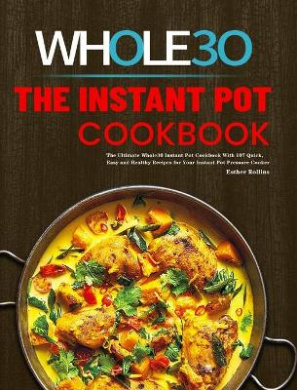 WHOLE30
THE INSTANT POT
COOKBOOK
The Ultimate Whole30 Instant Pot Cookbook With 107 Quick,
Easy and Healthy Recipes for Your Instant Pot Pressure Cooker
Esther Rollins